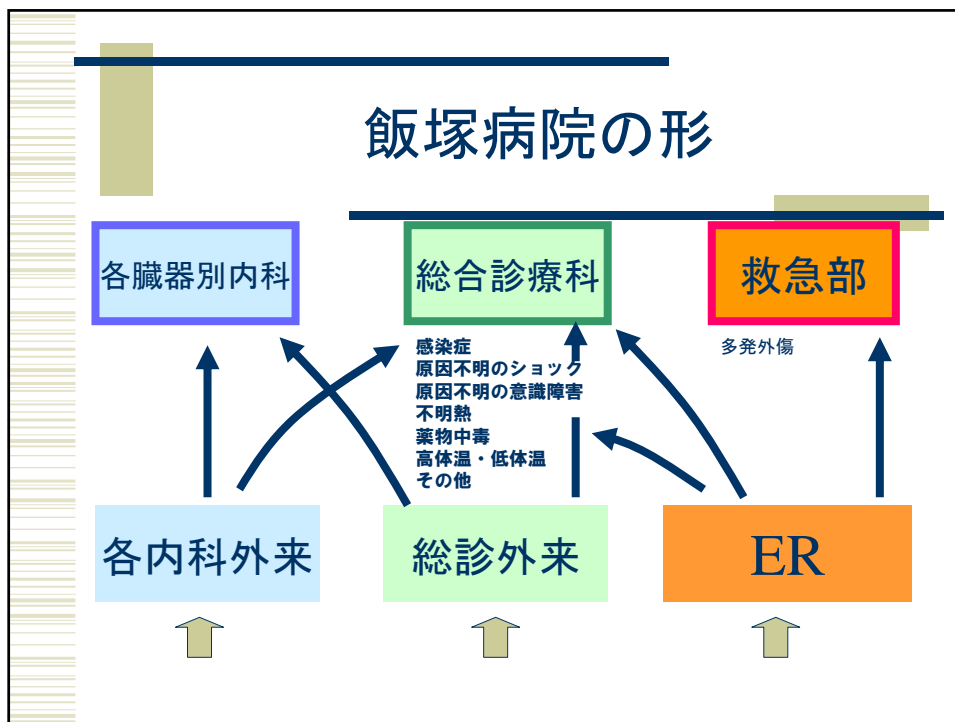 飯塚病院の形
各臓器別内科
総合診療科
救急部
感染症
原因不明のショック
原因不明の意識障害
不明熱
薬物中毒
高体温・低体温
その他
多発外傷
各内科外来
総診外来
ER